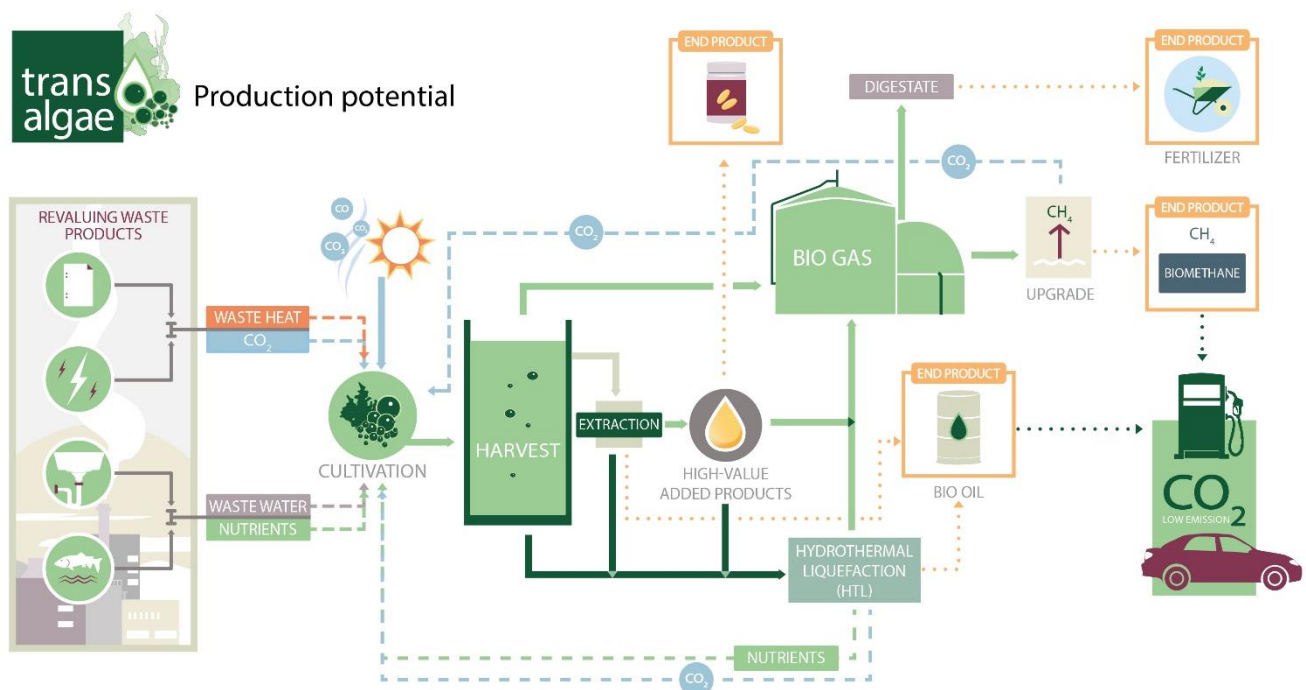 trans
algae
Production potential
END PRODUCT
DIGESTATE
END PRODUCT
FERTILIZER
CO₂
CO₂
REVALUING WASTE
PRODUCTS
CO
CO₂
CO₂
BIO GAS
CH₄
UPGRADE
END PRODUCT
CH₄
BIOMETHANE
WASTE HEAT
CO₂
CULTIVATION
HARVEST
EXTRACTION
HIGH-VALUE
ADDED PRODUCTS
END PRODUCT
BIO OIL
WASTE WATER
NUTRIENTS
HYDROTHERMAL
LIQUEFACTION
(HTL)
CO₂
LOW EMISSION
NUTRIENTS
CO₂